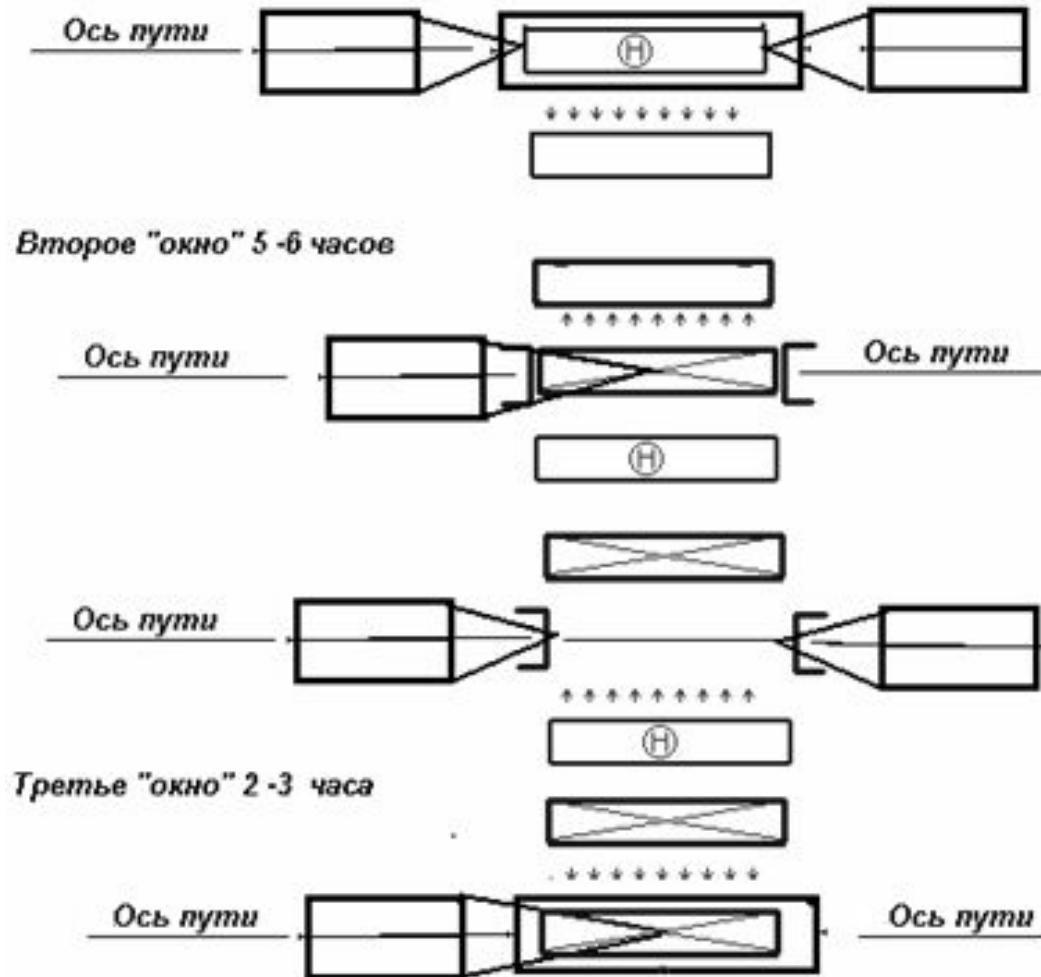 Ось пути
Н
Второе "окно" 5 -6 часов
Ось пути
Ось пути
Н
Ось пути
Н
Третье "окно" 2 -3 часа
Ось пути
Ось пути